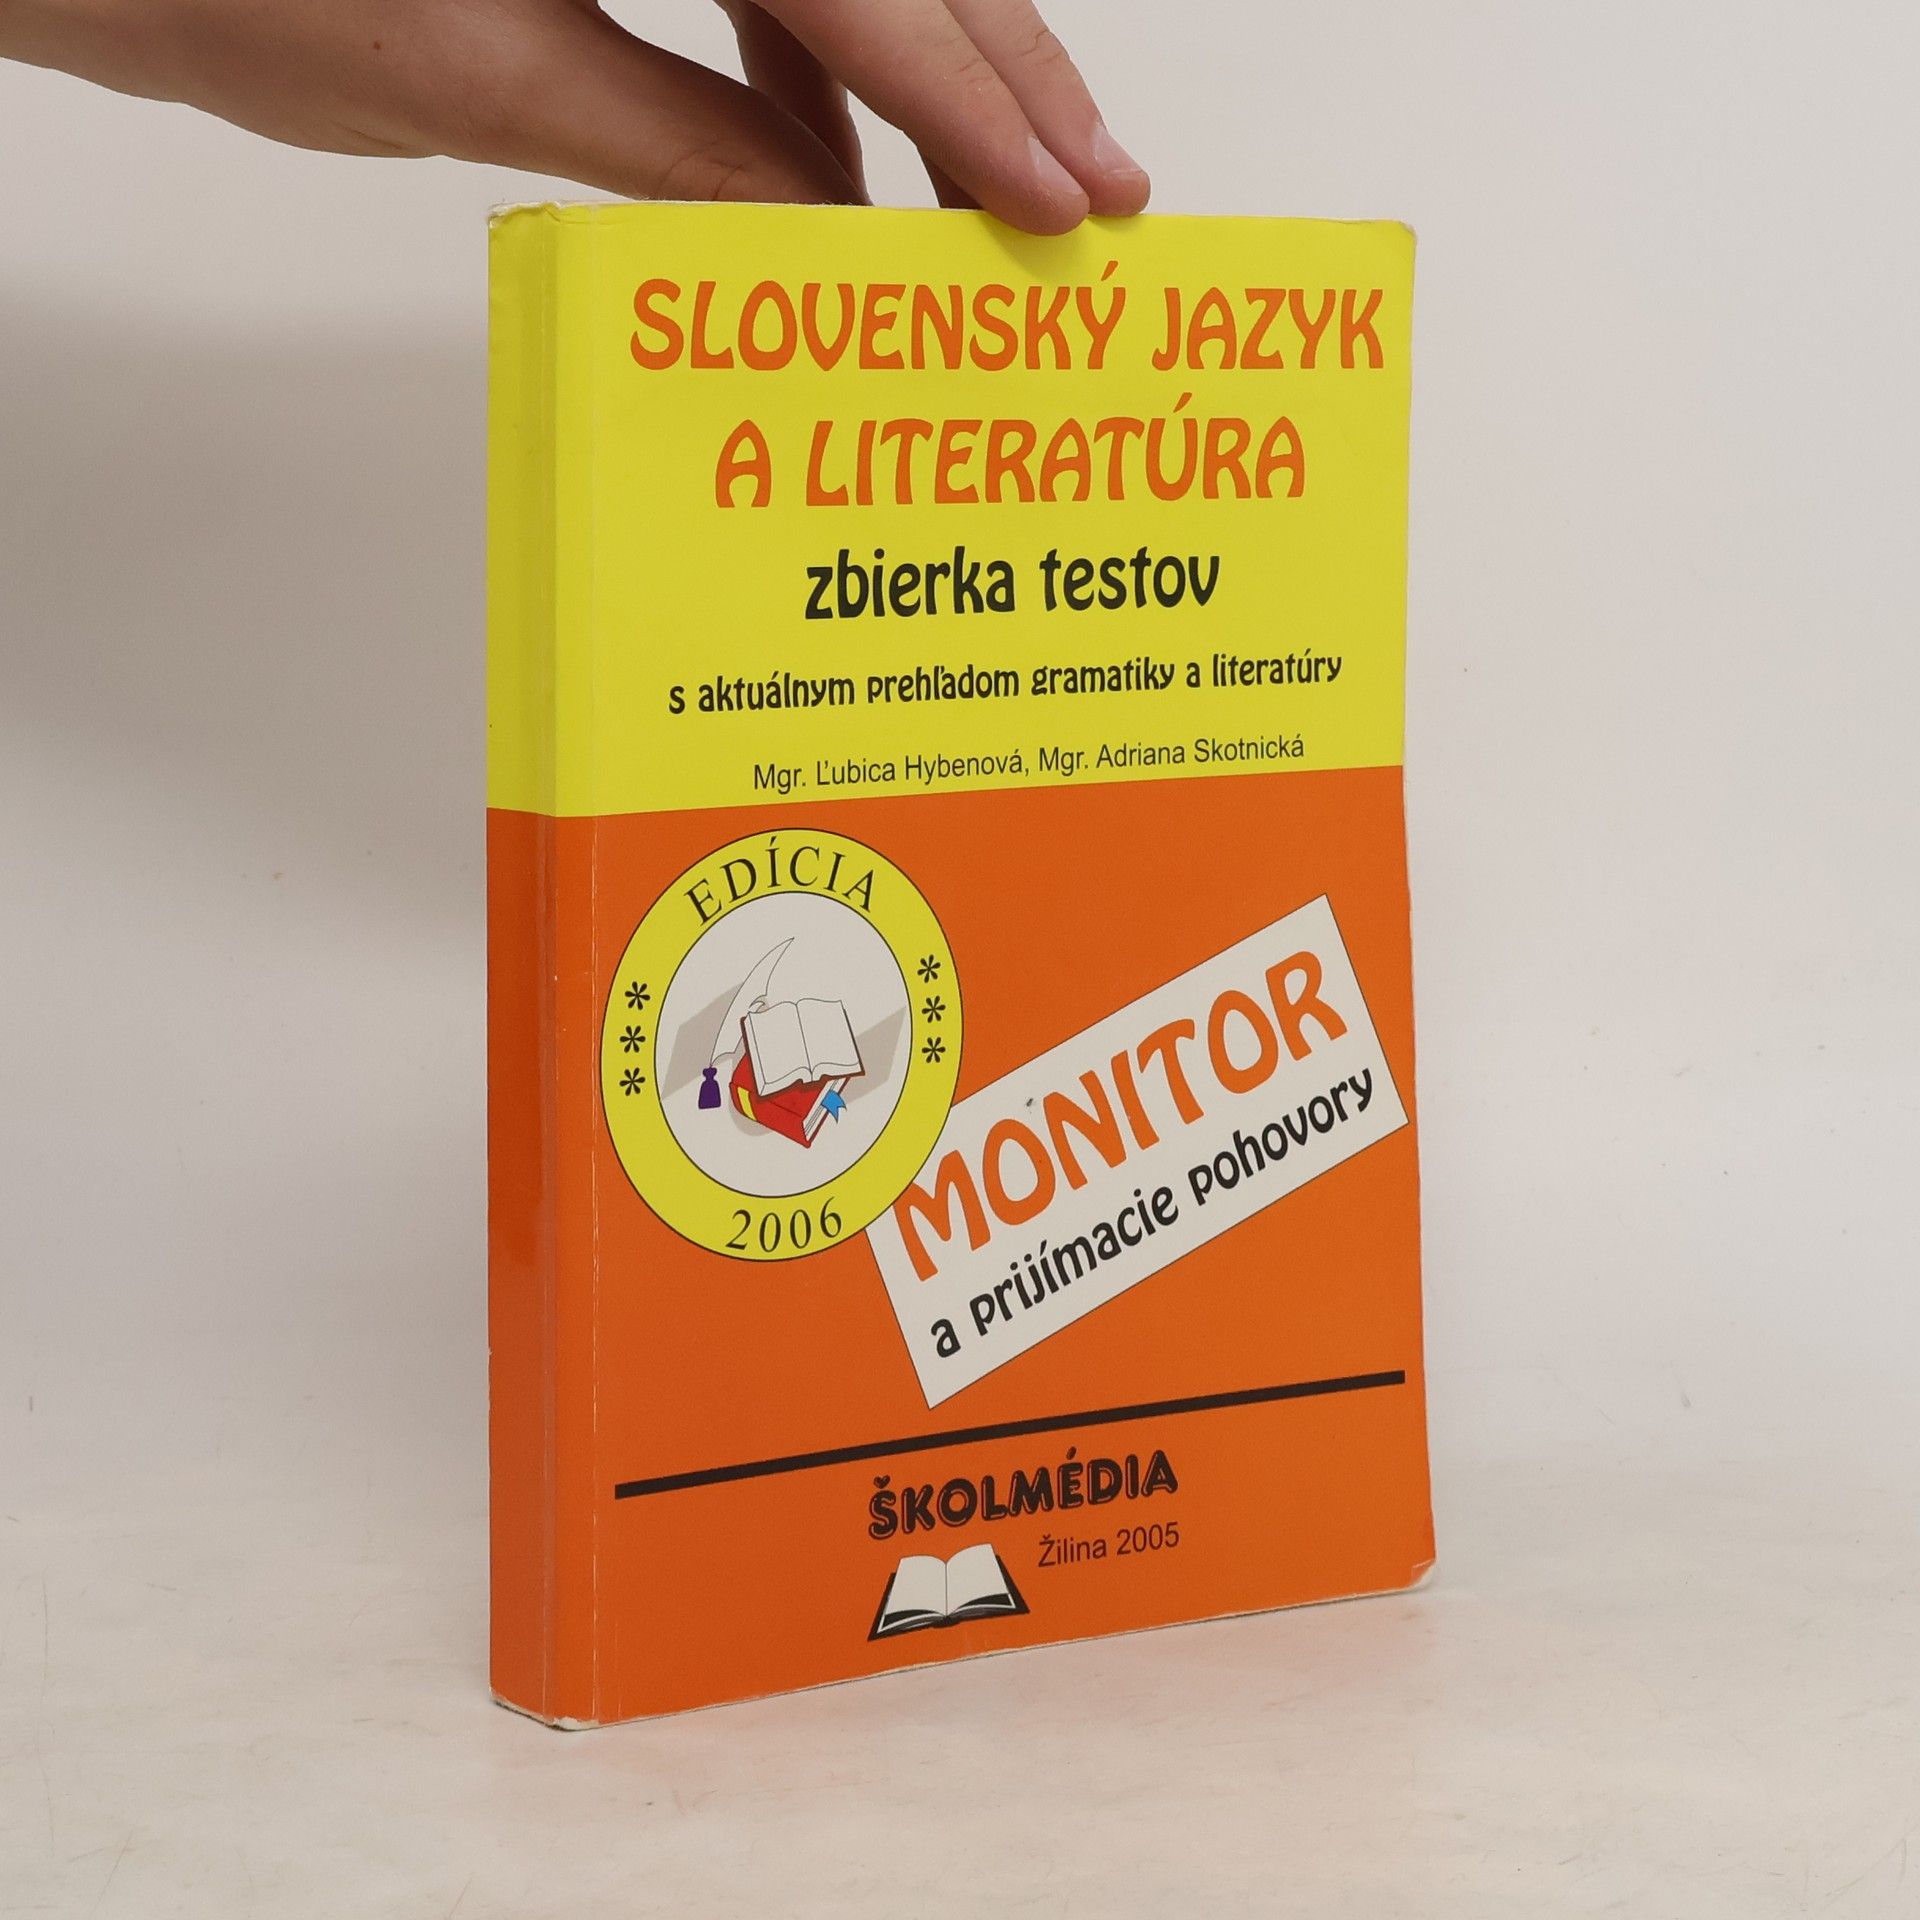 SLOVENSKÝ JAZYK
A LITERATÚRA
zbierka testov
s aktuálnym prehľadom gramatiky a literatúry
Mgr. Ľubica Hybenová, Mgr. Adriana Skotnická
EDÍCIA
*** ***
2006
MONITOR
a prijímacie pohovory
ŠKOLMÉDIA
Žilina 2005